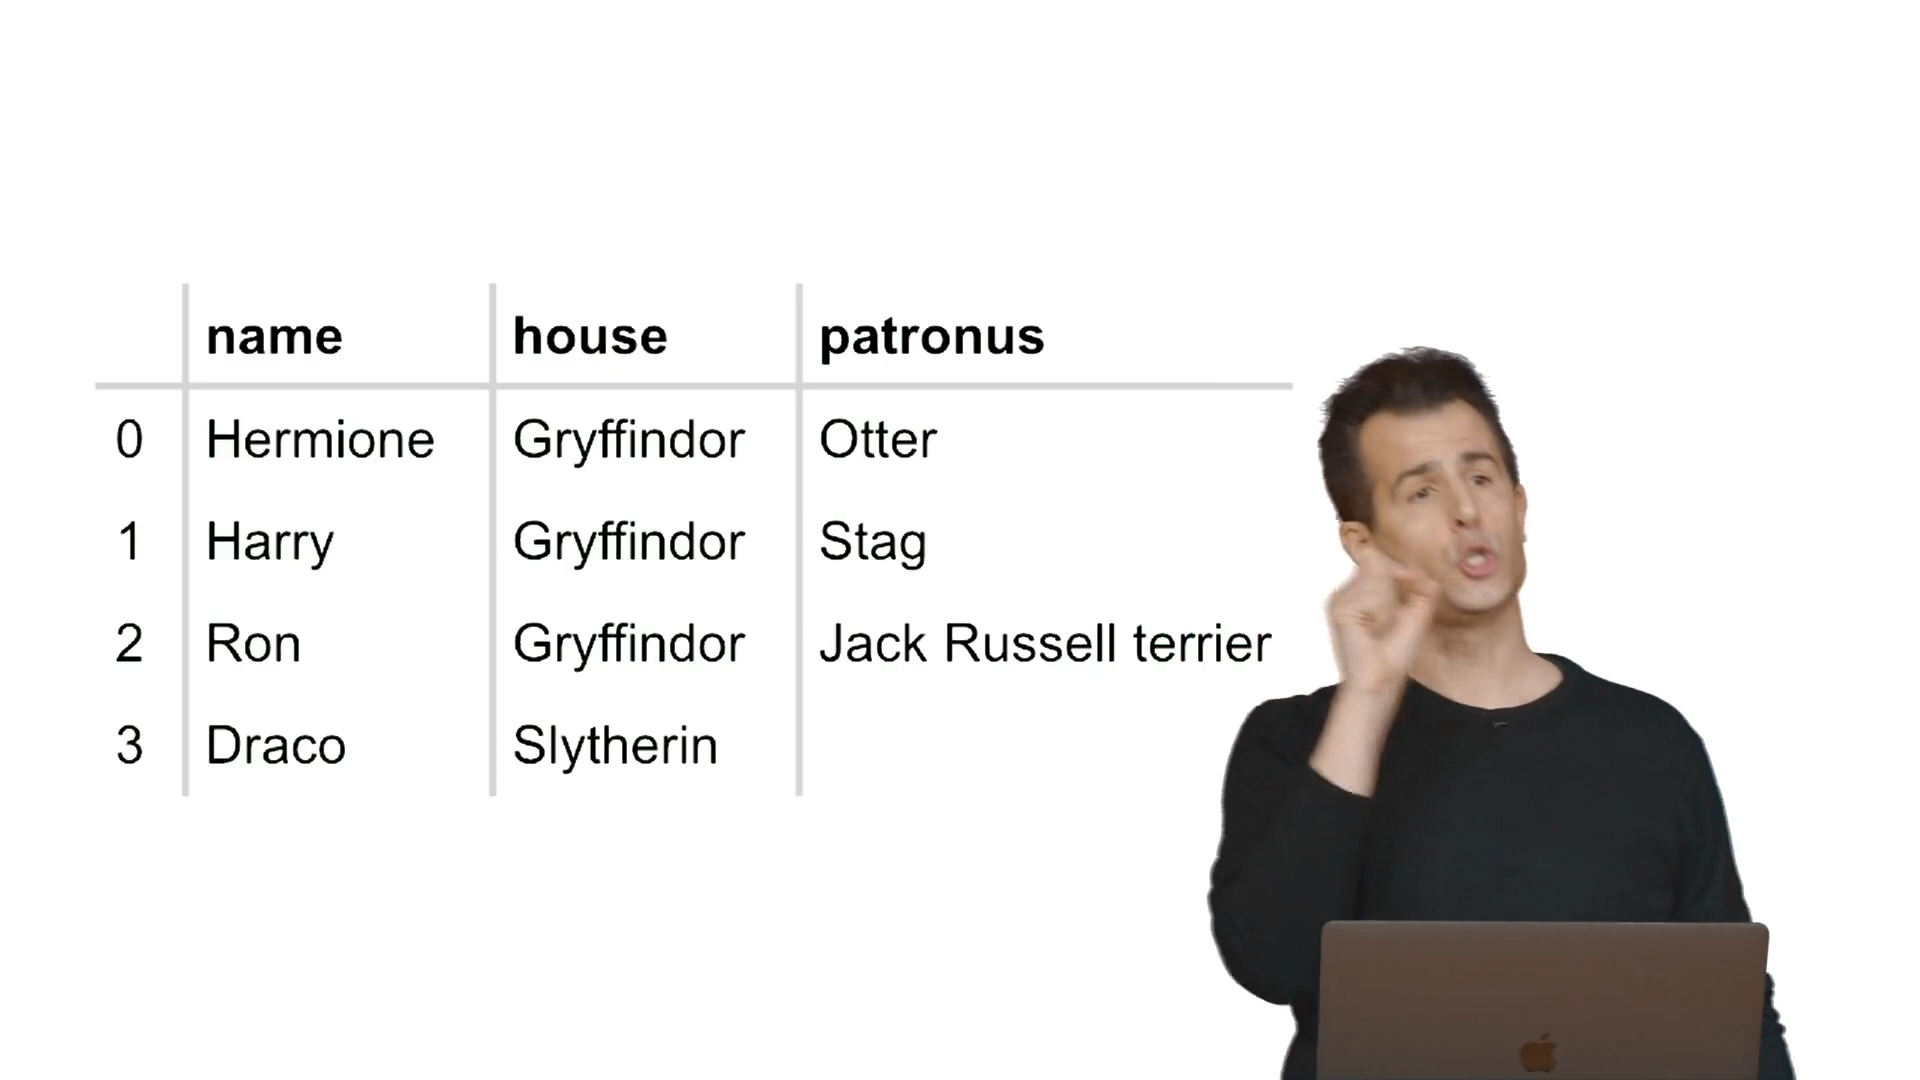 name house patronus
0 Hermione Gryffindor Otter
1 Harry Gryffindor Stag
2 Ron Gryffindor Jack Russell terrier
3 Draco Slytherin